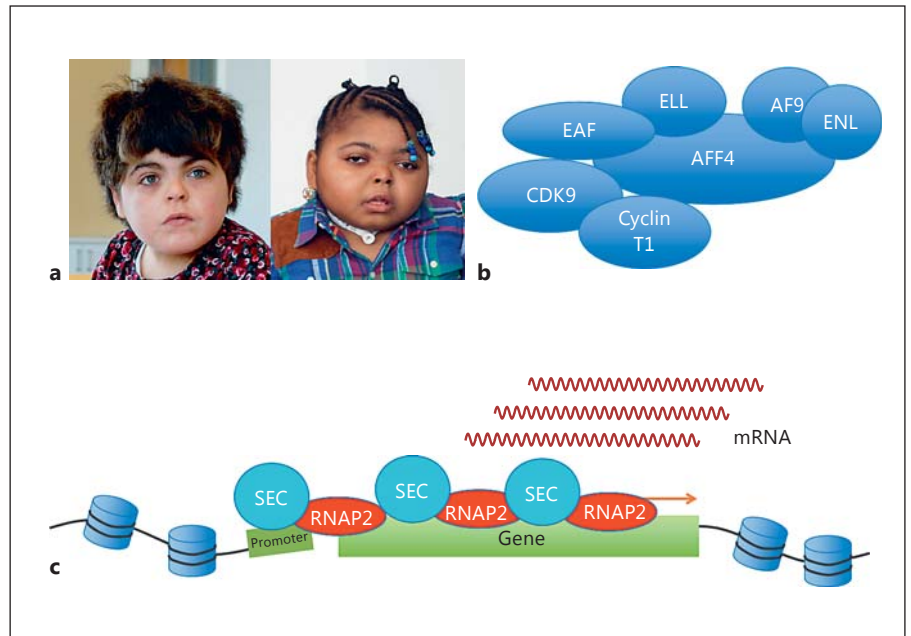 a
ELL
AF9
ENL
EAF
AFF4
CDK9
Cyclin
T1
b
mRNA
SEC
SEC
SEC
RNAP2
RNAP2
RNAP2
Promoter
Gene
c